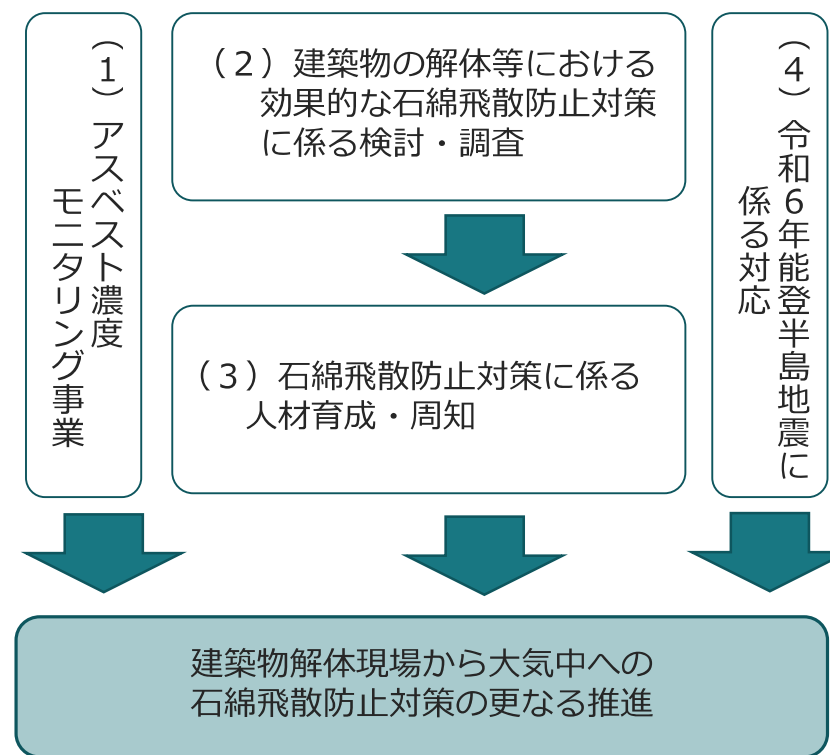 （１）アスベスト濃度
モニタリング事業
（２）建築物の解体等における
効果的な石綿飛散防止対策
に係る検討・調査
（３）石綿飛散防止対策に係る
人材育成・周知
（４）令和６年能登半島地震に
係る対応
建築物解体現場から大気中への
石綿飛散防止対策の更なる推進